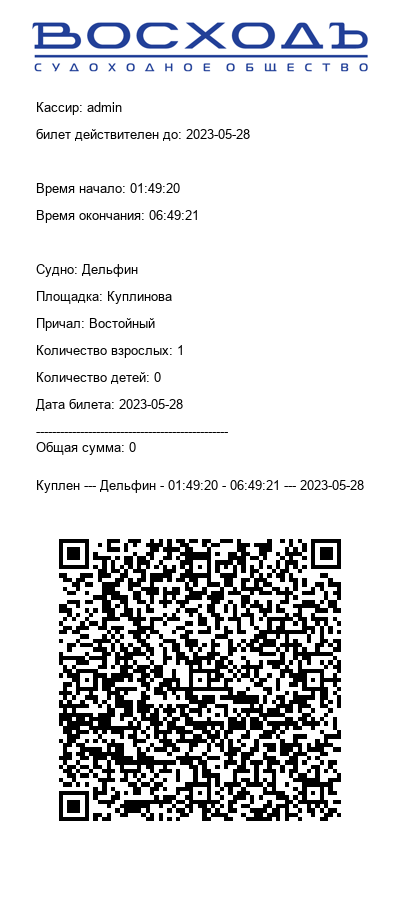 ВОСХОДЪ
СУДОХОДНОЕ ОБЩЕСТВО
Кассир: admin
билет действителен до: 2023-05-28
Время начало: 01:49:20
Время окончания: 06:49:21
Судно: Дельфин
Площадка: Куплинова
Причал: Востойный
Количество взрослых: 1
Количество детей: 0
Дата билета: 2023-05-28
------------------------------------------------
Общая сумма: 0
Куплен --- Дельфин - 01:49:20 - 06:49:21 --- 2023-05-28